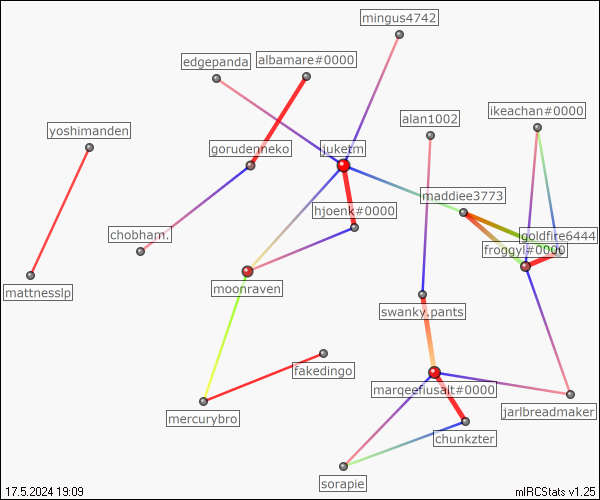 mingus4742
edgepanda
albamare#0000
ikeachan#0000
alan1002
yoshimanden
gorudenneko
juketm
maddiee3773
hjoenk#0000
chobham.
goldfire6444
froggyl#0000
moonraven
mattnesslp
swanky.pants
fakedingo
marqeefiusalt#0000
jarlbreadmaker
mercurybro
chunkzter
sorapie
17.5.2024 19:09
mIRCStats v1.25